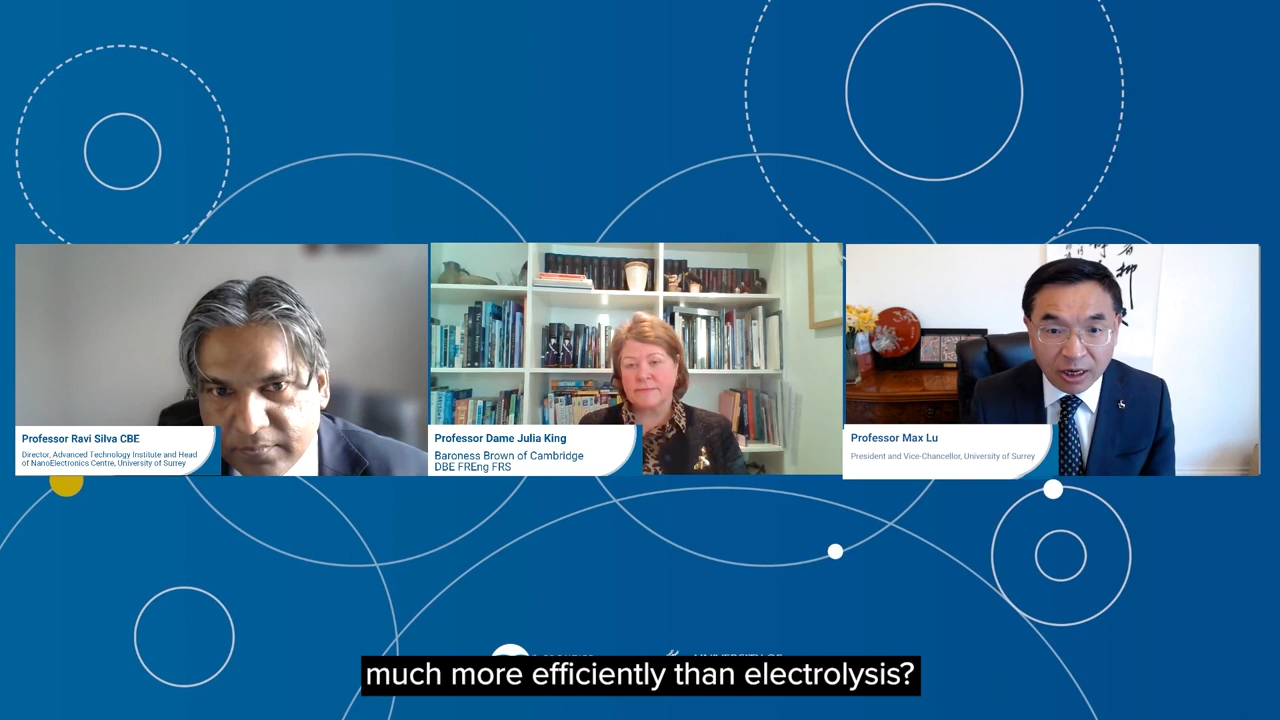 Professor Ravi Silva CBE
Director, Advanced Technology Institute and Head
of NanoElectronics Centre, University of Surrey
Professor Dame Julia King
Baroness Brown of Cambridge
DBE FREng FRS
Professor Max Lu
President and Vice-Chancellor, University of Surrey
much more efficiently than electrolysis?